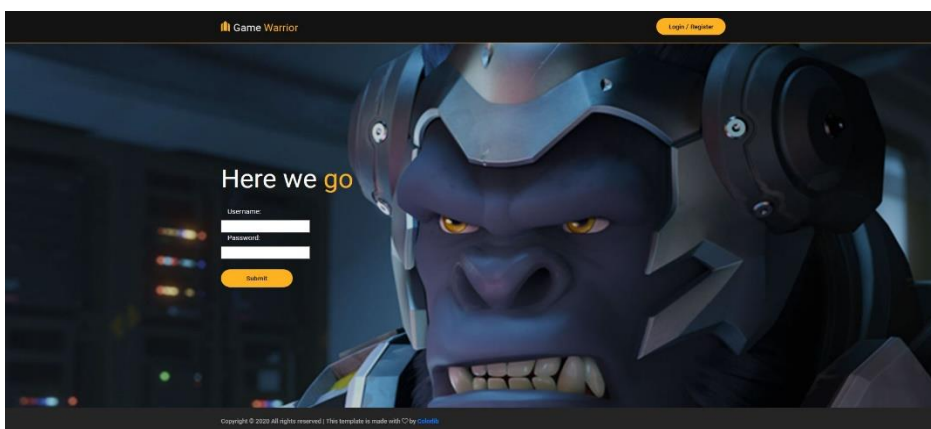 Game Warrior
Login / Register
Here we go
Username:
Password:
Submit
Copyright © 2020 All rights reserved | This template is made with ♡ by Colorlib